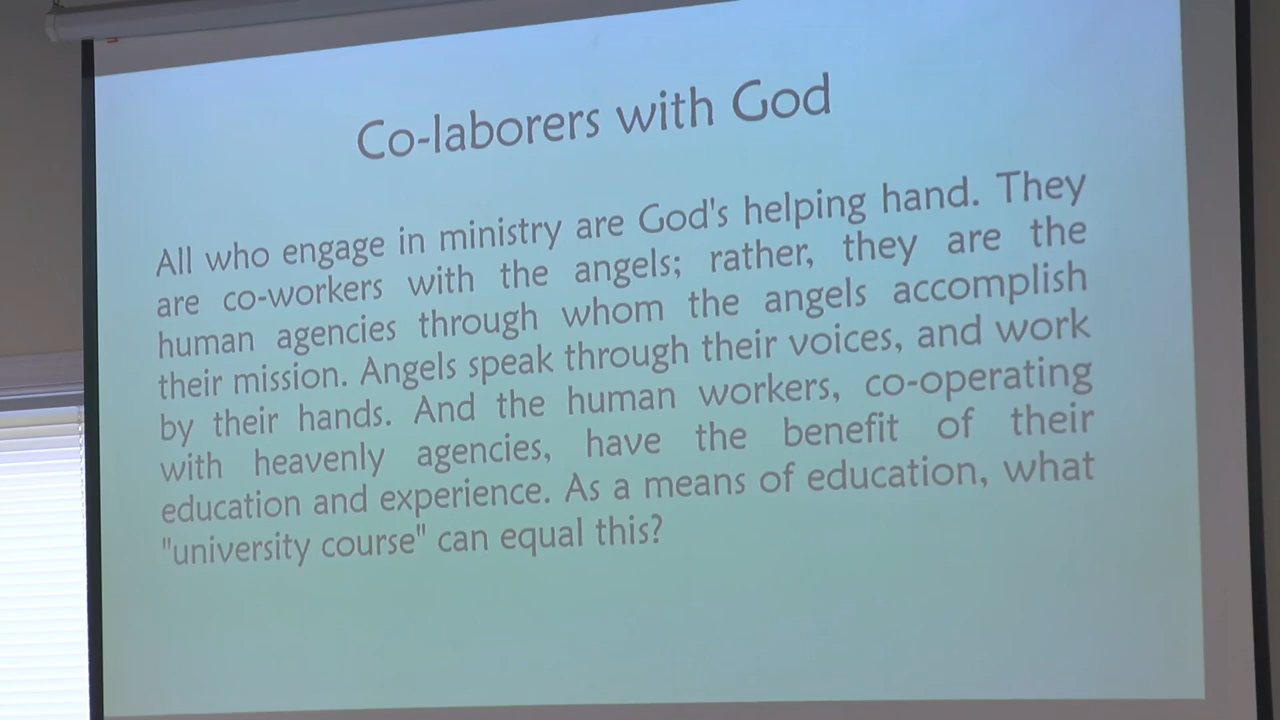 Co-laborers with God
All who engage in ministry are God's helping hand. They
are co-workers with the angels; rather, they are the
human agencies through whom the angels accomplish
their mission. Angels speak through their voices, and work
by their hands. And the human workers, co-operating
with heavenly agencies, have the benefit of their
education and experience. As a means of education, what
"university course" can equal this?